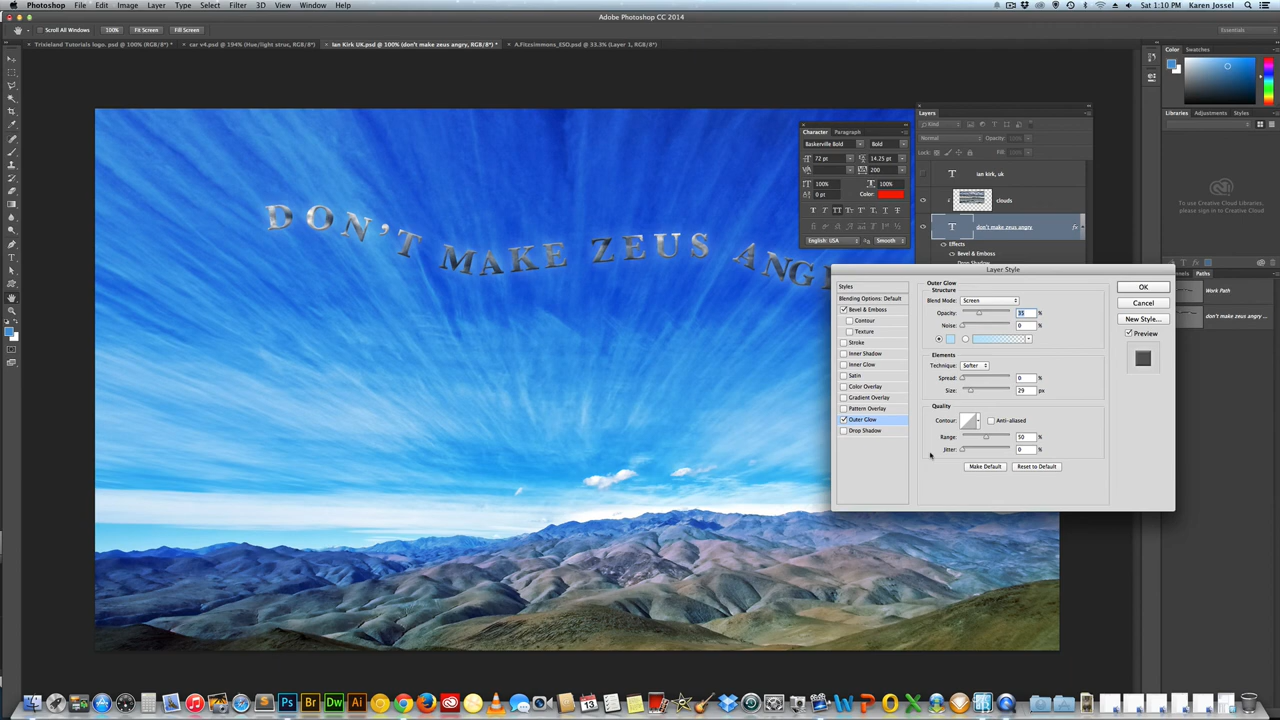 Photoshop File Edit Image Layer Type Select Filter 3D View Window Help Sat 1:10 PM Karen Jossel
Adobe Photoshop CC 2014
Scroll All Windows 100% Fit Screen Fill Screen Essentials
Trixieland Tutorials logo. psd @ 100% (RGB/8) * car v4.psd @ 194% (Hue/light struc, RGB/8) * Ian Kirk UK.psd @ 100% (don't make zeus angry, RGB/8) * A.Fitzsimmons_ESO.psd @ 33.3% (Layer 1, RGB/8) *
Color Swatches
Libraries Adjustments Styles
To use Creative Cloud Libraries,
please sign in to Creative Cloud
Layers
Kind
Normal Opacity:
Lock: Fill:
ian kirk, uk
clouds
don't make zeus angry
fx
Effects
Bevel & Emboss
Drop Shadow
Paths
Work Path
don't make zeus angry ...
Character Paragraph
Baskerville Bold Bold
72 pt 14.25 pt
200
100% 100%
0 pt Color:
English: USA Smooth
DON'T MAKE ZEUS ANG
Layer Style
Styles
Blending Options: Default
Bevel & Emboss
Contour
Texture
Stroke
Inner Shadow
Inner Glow
Satin
Color Overlay
Gradient Overlay
Pattern Overlay
Outer Glow
Drop Shadow
Outer Glow
Structure
Blend Mode: Screen
Opacity: 35 %
Noise: 0 %
Elements
Technique: Softer
Spread: 0 %
Size: 29 px
Quality
Contour: Anti-aliased
Range: 50 %
Jitter: 0 %
Make Default Reset to Default
OK
Cancel
New Style...
Preview
Ps Br Dw Ai